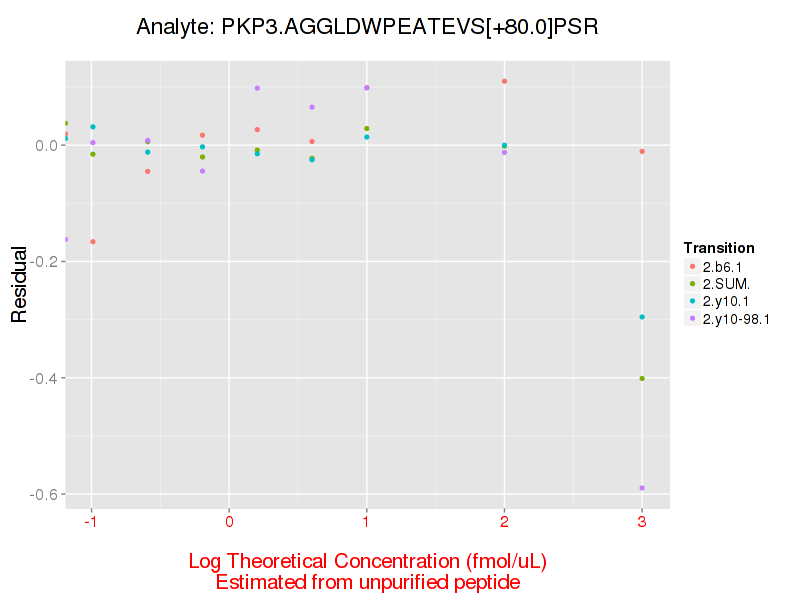 Analyte: PKP3.AGGLDWPEATEVS[+80.0]PSR
0.0
-0.2
-0.4
-0.6
Residual
-1 0 1 2 3
Log Theoretical Concentration (fmol/uL)
Estimated from unpurified peptide
Transition
2.b6.1
2.SUM.
2.y10.1
2.y10-98.1